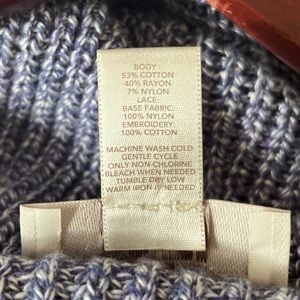 BODY:
53% COTTON
40% RAYON
7% NYLON
LACE:
BASE FABRIC:
100% NYLON
EMBROIDERY:
100% COTTON
MACHINE WASH COLD
GENTLE CYCLE
ONLY NON-CHLORINE
BLEACH WHEN NEEDED
TUMBLE DRY LOW
WARM IRON IF NEEDED